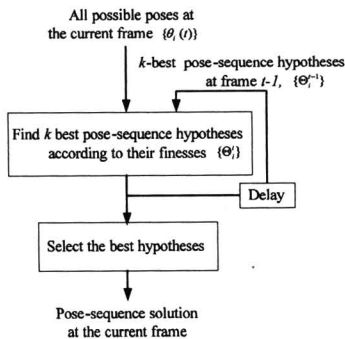 All possible poses at
the current frame {θᵢ (t)}
k-best pose-sequence hypotheses
at frame t-1, {Θᵢᵗ⁻¹}
Find k best pose-sequence hypotheses
according to their finesses {Θᵢᵗ}
Delay
Select the best hypotheses
Pose-sequence solution
at the current frame